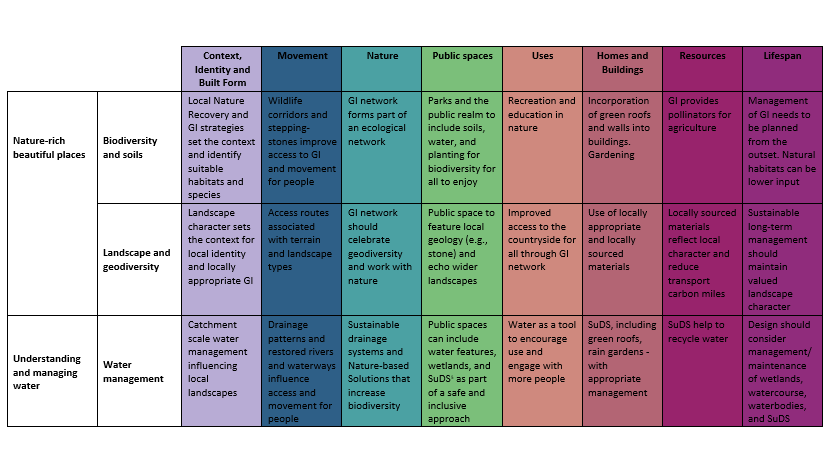 Context,
Identity and
Built Form
Movement
Nature
Public spaces
Uses
Homes and
Buildings
Resources
Lifespan
Nature-rich
beautiful places
Biodiversity
and soils
Local Nature
Recovery and
GI strategies
set the context
and identify
suitable
habitats and
species
Wildlife
corridors and
stepping-
stones improve
access to GI
and movement
for people
GI network
forms part of
an ecological
network
Parks and the
public realm to
include soils,
water, and
planting for
biodiversity for
all to enjoy
Recreation and
education in
nature
Incorporation
of green roofs
and walls into
buildings.
Gardening
GI provides
pollinators for
agriculture
Management
of GI needs to
be planned
from the
outset. Natural
habitats can be
lower input
Landscape and
geodiversity
Landscape
character sets
the context for
local identity
and locally
appropriate GI
Access routes
associated
with terrain
and landscape
types
GI network
should
celebrate
geodiversity
and work with
nature
Public space to
feature local
geology (e.g.,
stone) and
echo wider
landscapes
Improved
access to the
countryside for
all through GI
network
Use of locally
appropriate
and locally
sourced
materials
Locally sourced
materials
reflect local
character and
reduce
transport
carbon miles
Sustainable
long-term
management
should
maintain
valued
landscape
character
Understanding
and managing
water
Water
management
Catchment
scale water
management
influencing
local
landscapes
Drainage
patterns and
restored rivers
and waterways
influence
access and
movement for
people
Sustainable
drainage
systems and
Nature-based
Solutions that
increase
biodiversity
Public spaces
can include
water features,
wetlands, and
SuDS as part
of a safe and
inclusive
approach
Water as a tool
to encourage
use and
engage with
more people
SuDS, including
green roofs,
rain gardens -
with
appropriate
management
SuDS help to
recycle water
Design should
consider
management/
maintenance
of wetlands,
watercourse,
waterbodies,
and SuDS